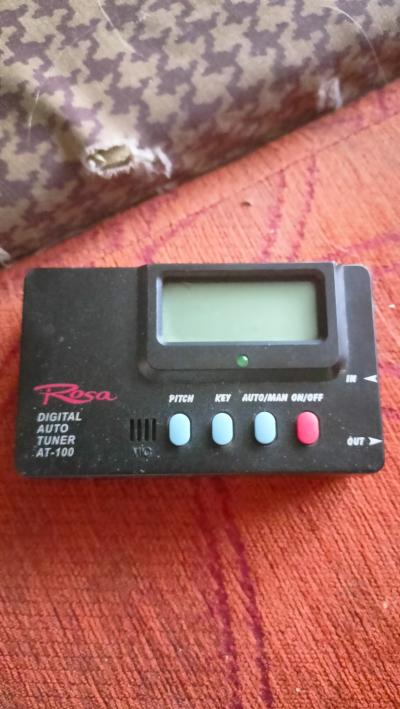 Rosa
DIGITAL
AUTO
TUNER
AT-100
PITCH KEY AUTO/MAN ON/OFF
IN
OUT